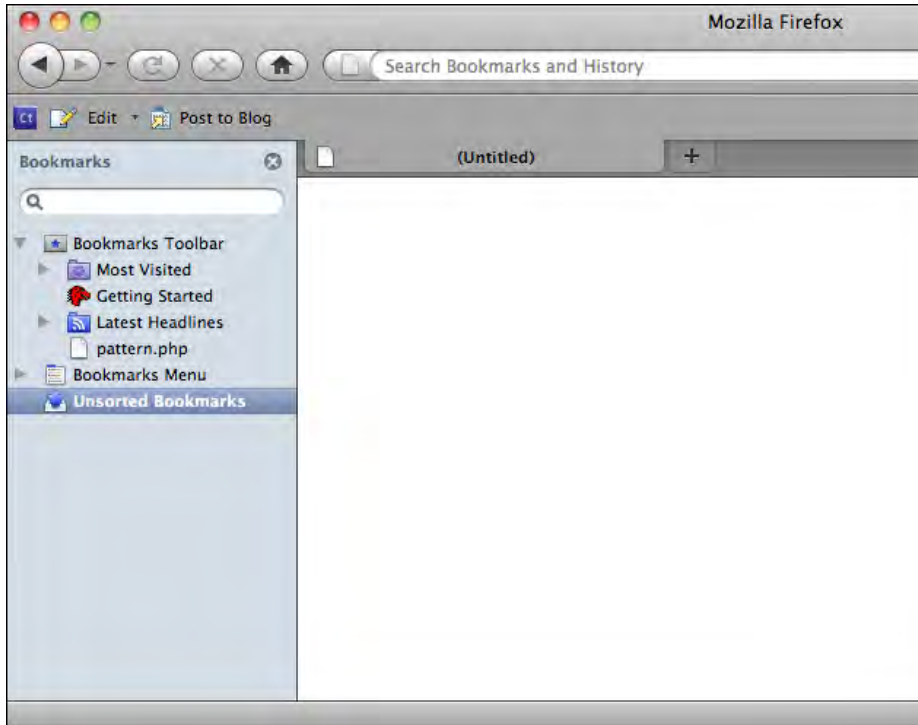 Mozilla Firefox
Search Bookmarks and History
Ct Edit Post to Blog
Bookmarks
(Untitled)
+
Bookmarks Toolbar
Most Visited
Getting Started
Latest Headlines
pattern.php
Bookmarks Menu
Unsorted Bookmarks